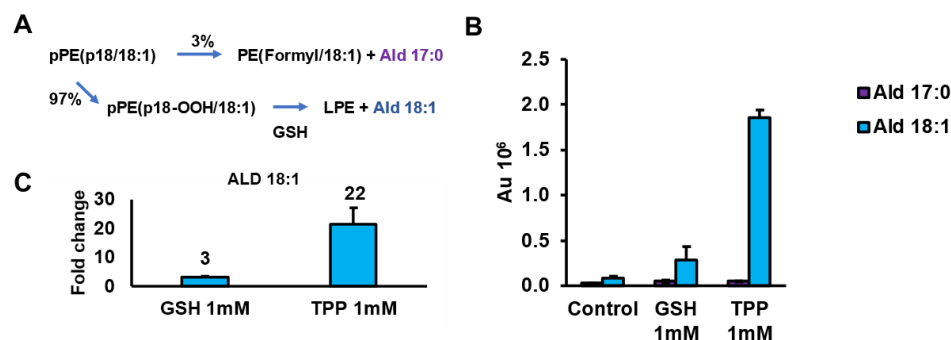 A
pPE(p18/18:1)
3%
PE(Formyl/18:1) + Ald 17:0
97%
pPE(p18-OOH/18:1)
LPE + Ald 18:1
GSH
B
2.5
2.0
1.5
1.0
0.5
0.0
Au 10⁶
Control
GSH
1mM
TPP
1mM
Ald 17:0
Ald 18:1
C
ALD 18:1
Fold change
30
20
10
0
3
22
GSH 1mM
TPP 1mM